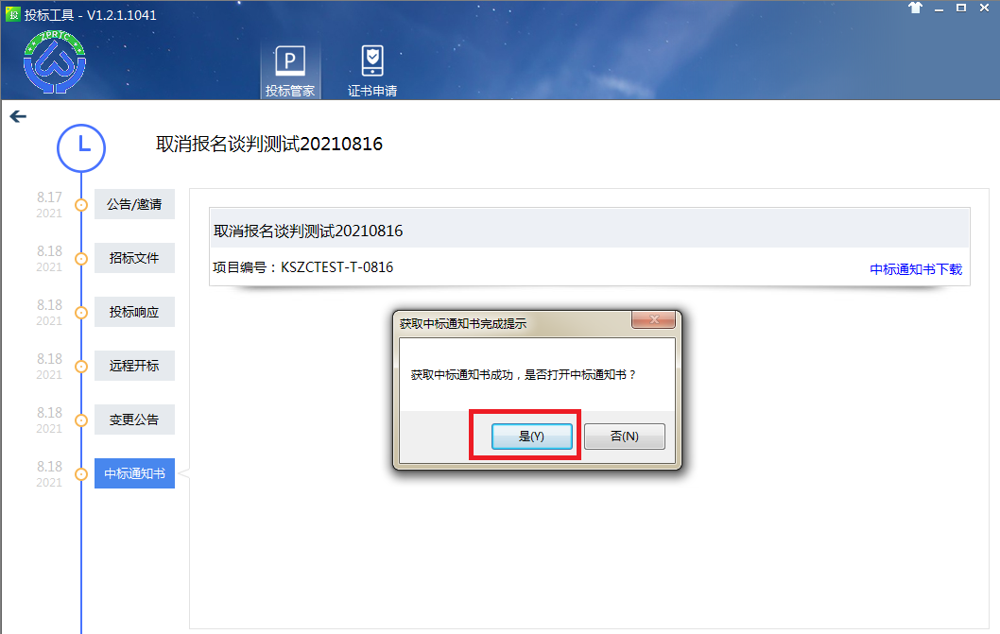 投标工具 - V1.2.1.1041
ZPRTC
投标管家
证书申请
取消报名谈判测试20210816
8.17
2021
公告/邀请
8.18
2021
招标文件
8.18
2021
投标响应
8.18
2021
远程开标
8.18
2021
变更公告
8.18
2021
中标通知书
取消报名谈判测试20210816
项目编号：KSZCTEST-T-0816
中标通知书下载
获取中标通知书完成提示
获取中标通知书成功，是否打开中标通知书？
是(Y)
否(N)